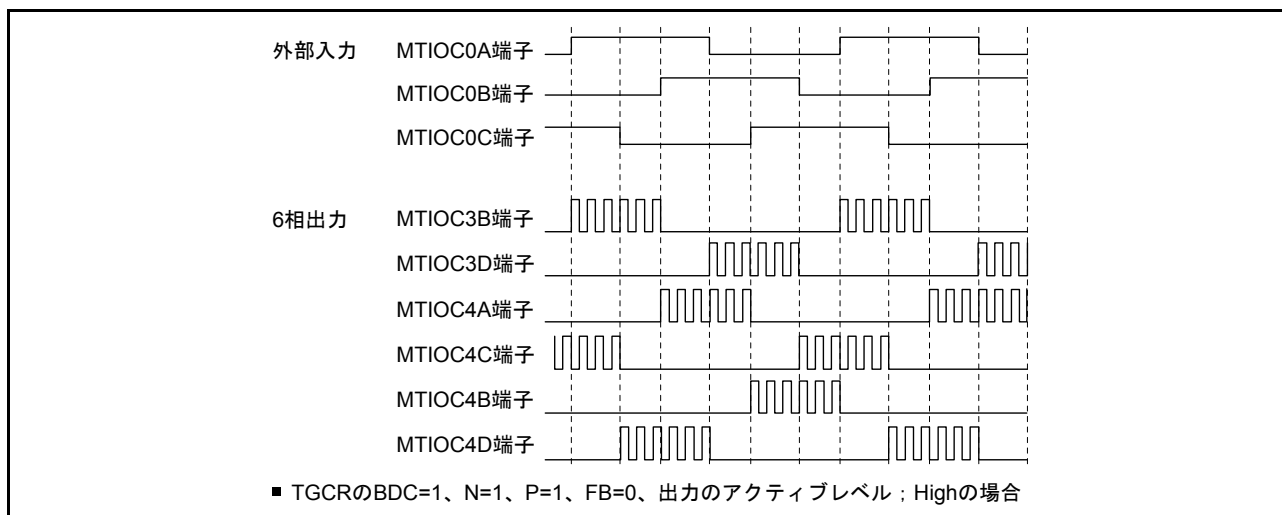 外部入力 MTIOC0A端子
MTIOC0B端子
MTIOC0C端子
6相出力 MTIOC3B端子
MTIOC3D端子
MTIOC4A端子
MTIOC4C端子
MTIOC4B端子
MTIOC4D端子
■ TGCRのBDC=1、N=1、P=1、FB=0、出力のアクティブレベル；Highの場合